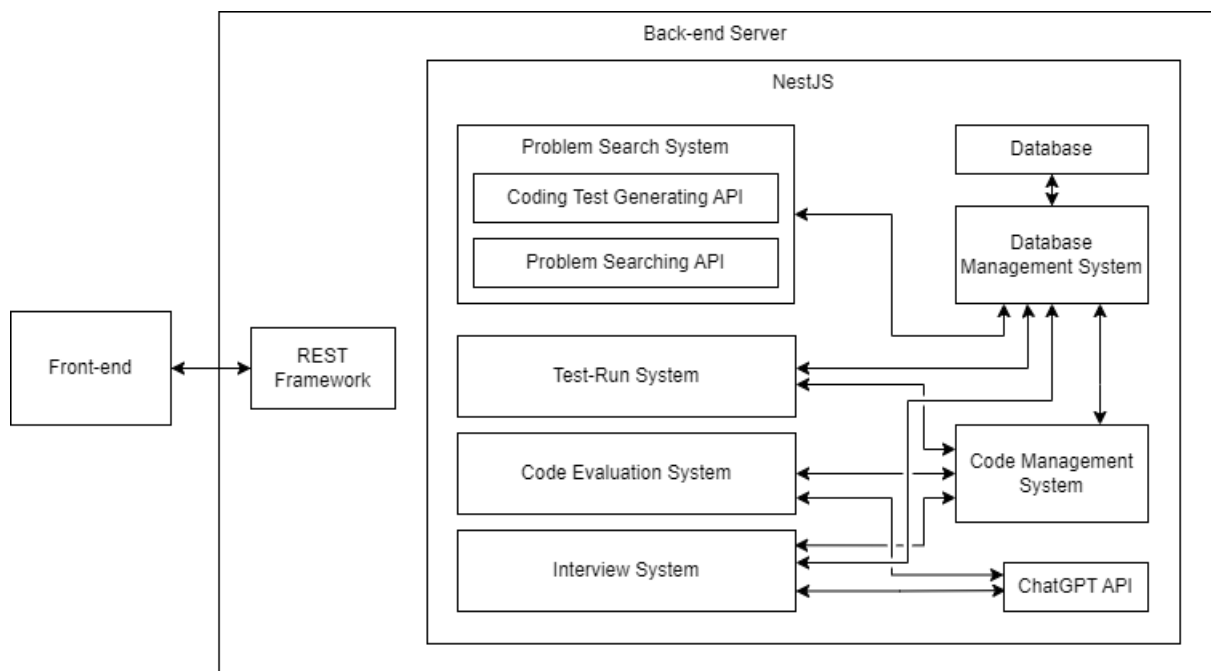 Back-end Server
NestJS
Problem Search System
Coding Test Generating API
Problem Searching API
Database
Database
Management System
Front-end
REST
Framework
Test-Run System
Code Evaluation System
Code Management
System
Interview System
ChatGPT API